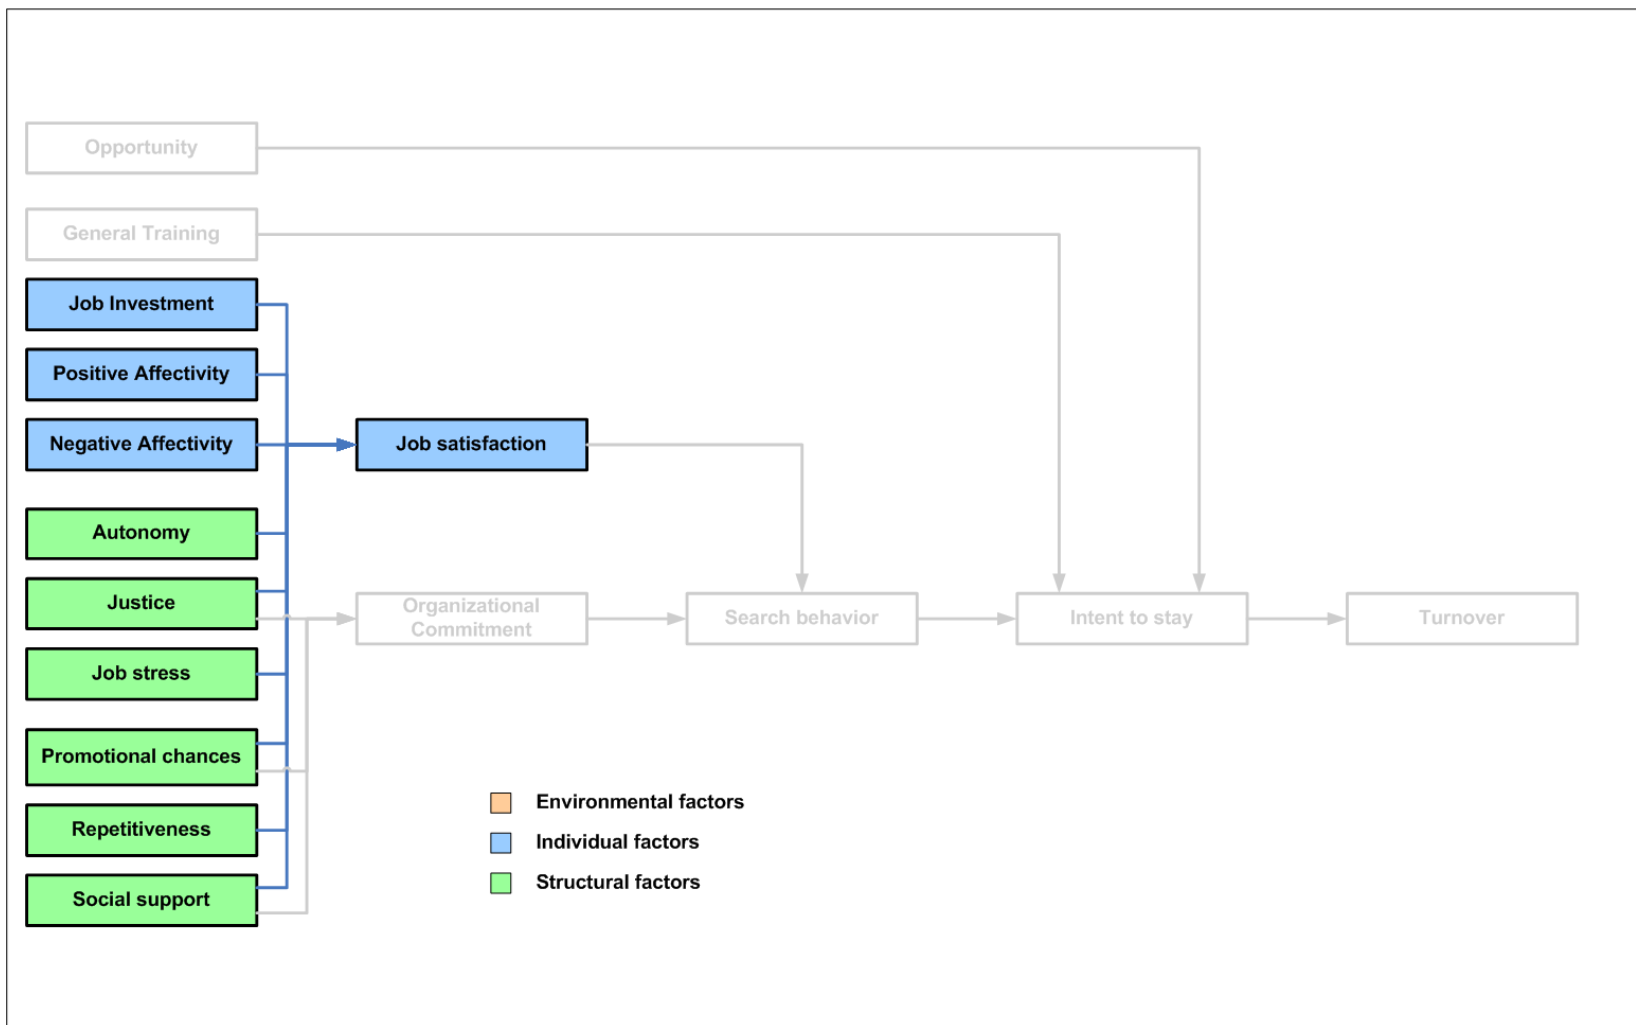 Opportunity
General Training
Job Investment
Positive Affectivity
Negative Affectivity
Job satisfaction
Autonomy
Justice
Organizational
Commitment
Search behavior
Intent to stay
Turnover
Job stress
Promotional chances
Repetitiveness
Social support
Environmental factors
Individual factors
Structural factors